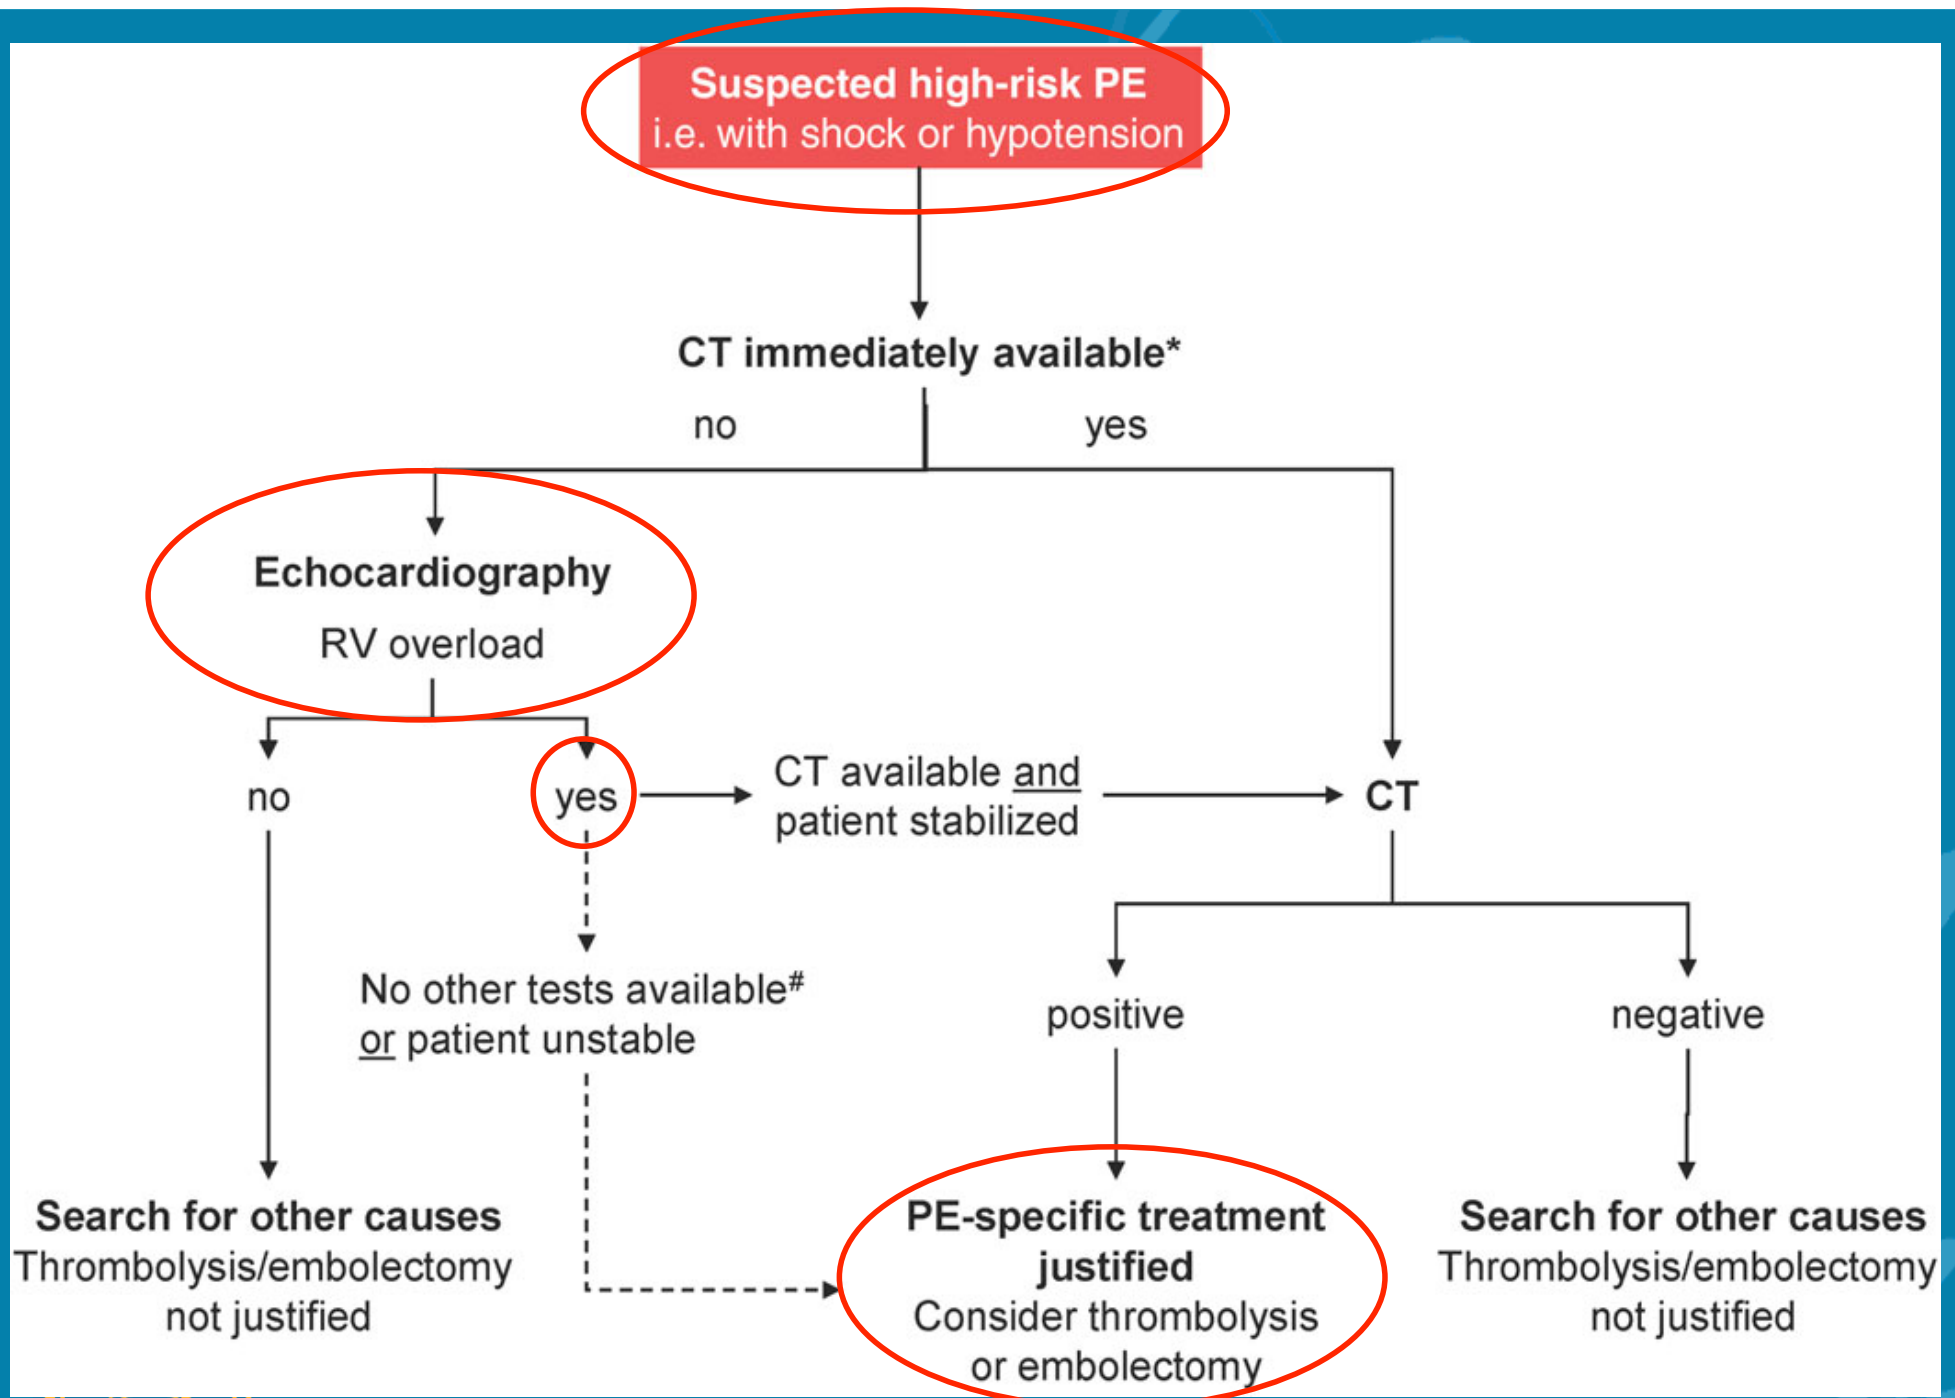 Suspected high-risk PE
i.e. with shock or hypotension
CT immediately available*
no
yes
Echocardiography
RV overload
no
yes
CT available and
patient stabilized
CT
No other tests available#
or patient unstable
positive
negative
Search for other causes
Thrombolysis/embolectomy
not justified
PE-specific treatment
justified
Consider thrombolysis
or embolectomy
Search for other causes
Thrombolysis/embolectomy
not justified